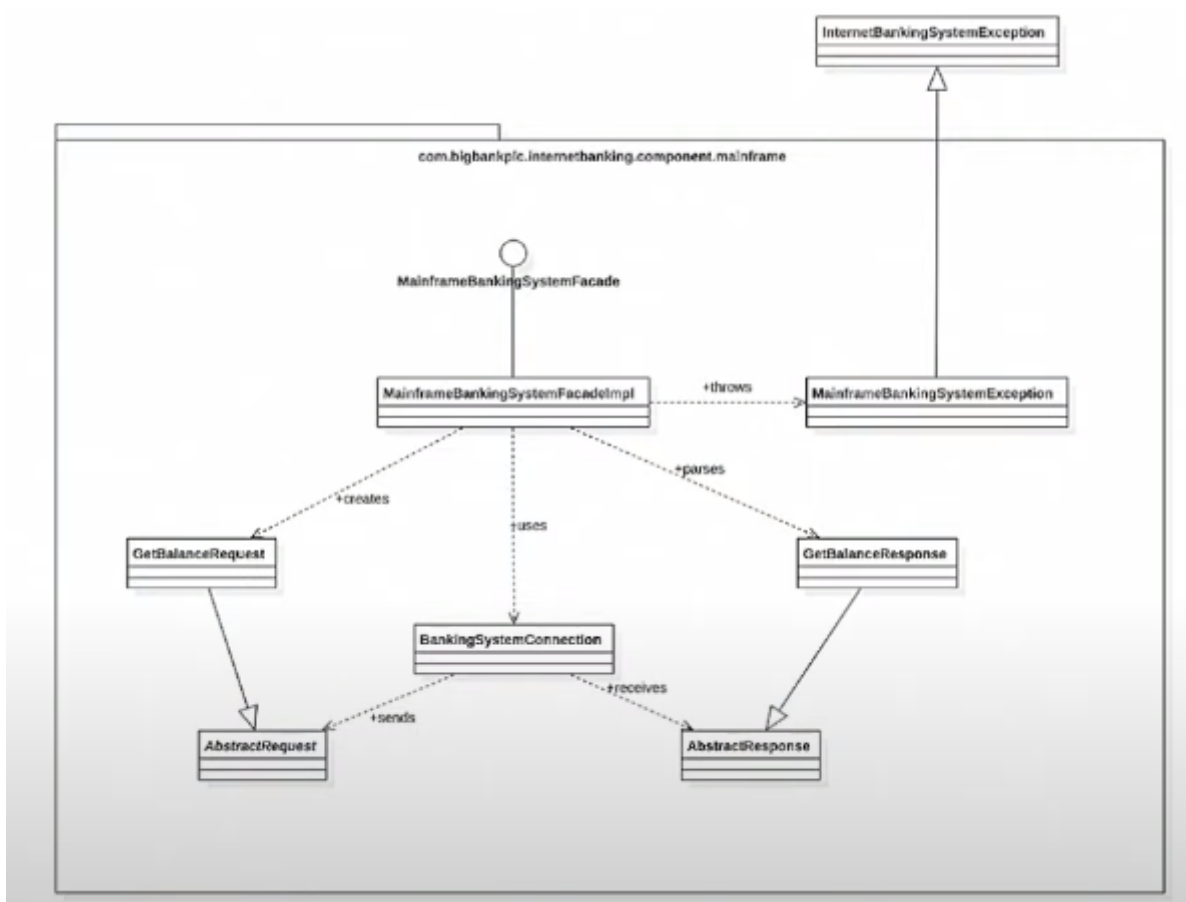 InternetBankingSystemException
com.bigbankplc.internetbanking.component.mainframe
MainframeBankingSystemFacade
MainframeBankingSystemFacadeImpl
+throws
MainframeBankingSystemException
+creates
+uses
+parses
GetBalanceRequest
GetBalanceResponse
BankingSystemConnection
+sends
+receives
AbstractRequest
AbstractResponse